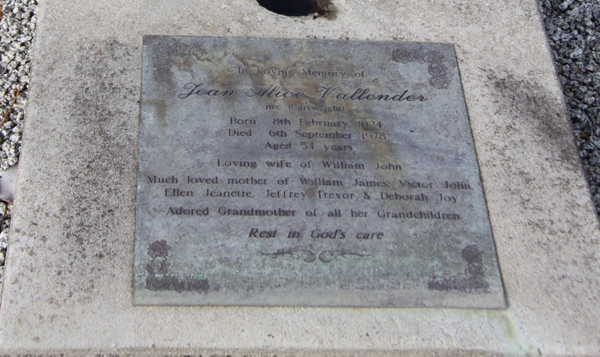 In Loving Memory of
Jean Alice Vallender
nee Cartwright
Born 8th February 1924
Died 6th September 1978
Aged 54 years
Loving wife of William John
Much loved mother of William James, Victor John
Ellen Jeanette, Jeffrey Trevor & Deborah Joy
Adored Grandmother of all her Grandchildren
Rest in God's care